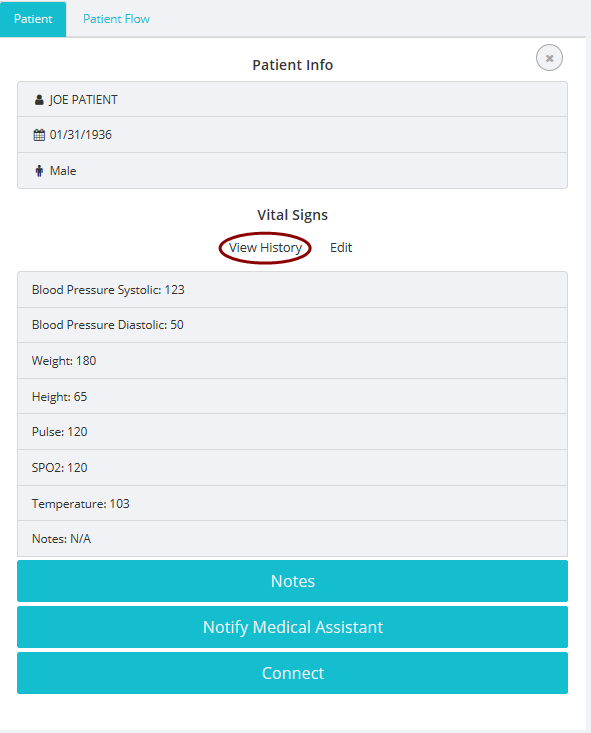 Patient Patient Flow
Patient Info
JOE PATIENT
01/31/1936
Male
Vital Signs
View History Edit
Blood Pressure Systolic: 123
Blood Pressure Diastolic: 50
Weight: 180
Height: 65
Pulse: 120
SPO2: 120
Temperature: 103
Notes: N/A
Notes
Notify Medical Assistant
Connect